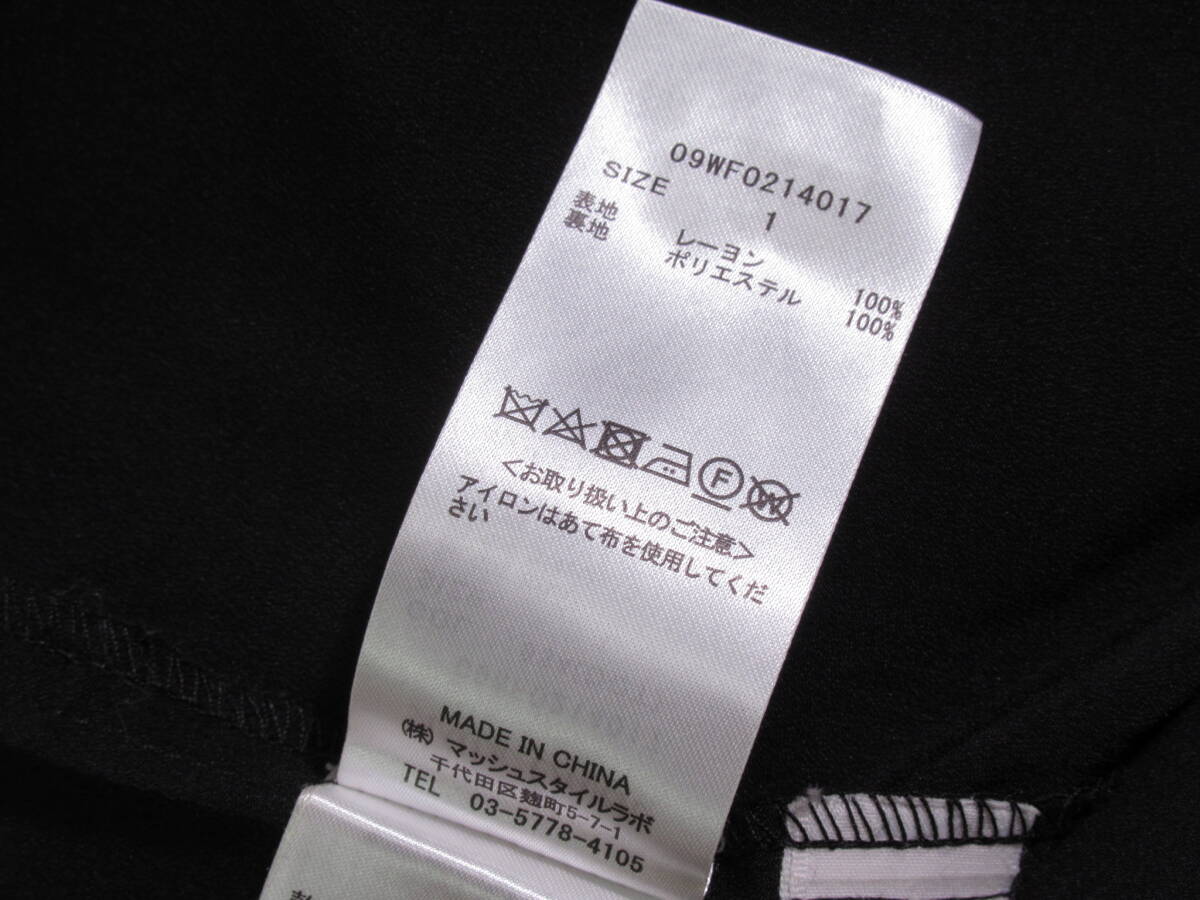 09WF0214017
SIZE 1
表地 レーヨン 100%
裏地 ポリエステル 100%
F W
<お取り扱い上のご注意>
アイロンはあて布を使用してくだ
さい
MADE IN CHINA
(株) マッシュスタイルラボ
千代田区麹町5-7-1
TEL 03-5778-4105